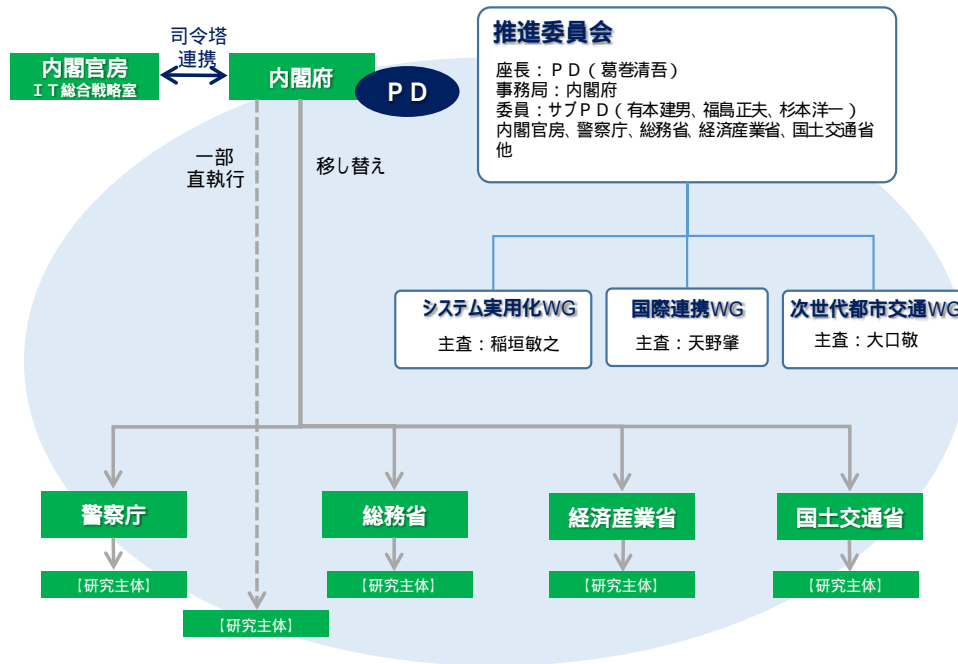 司令塔
連携
内閣官房
IT総合戦略室
内閣府
PD
推進委員会
座長：PD(葛巻清吾)
事務局：内閣府
委員：サブPD(有本建男、福島正夫、杉本洋一)
内閣官房、警察庁、総務省、経済産業省、国土交通省
他
一部
直執行
移し替え
システム実用化WG
主査：稲垣敏之
国際連携WG
主査：天野肇
次世代都市交通WG
主査：大口敬
警察庁
総務省
経済産業省
国土交通省
【研究主体】
【研究主体】
【研究主体】
【研究主体】
【研究主体】